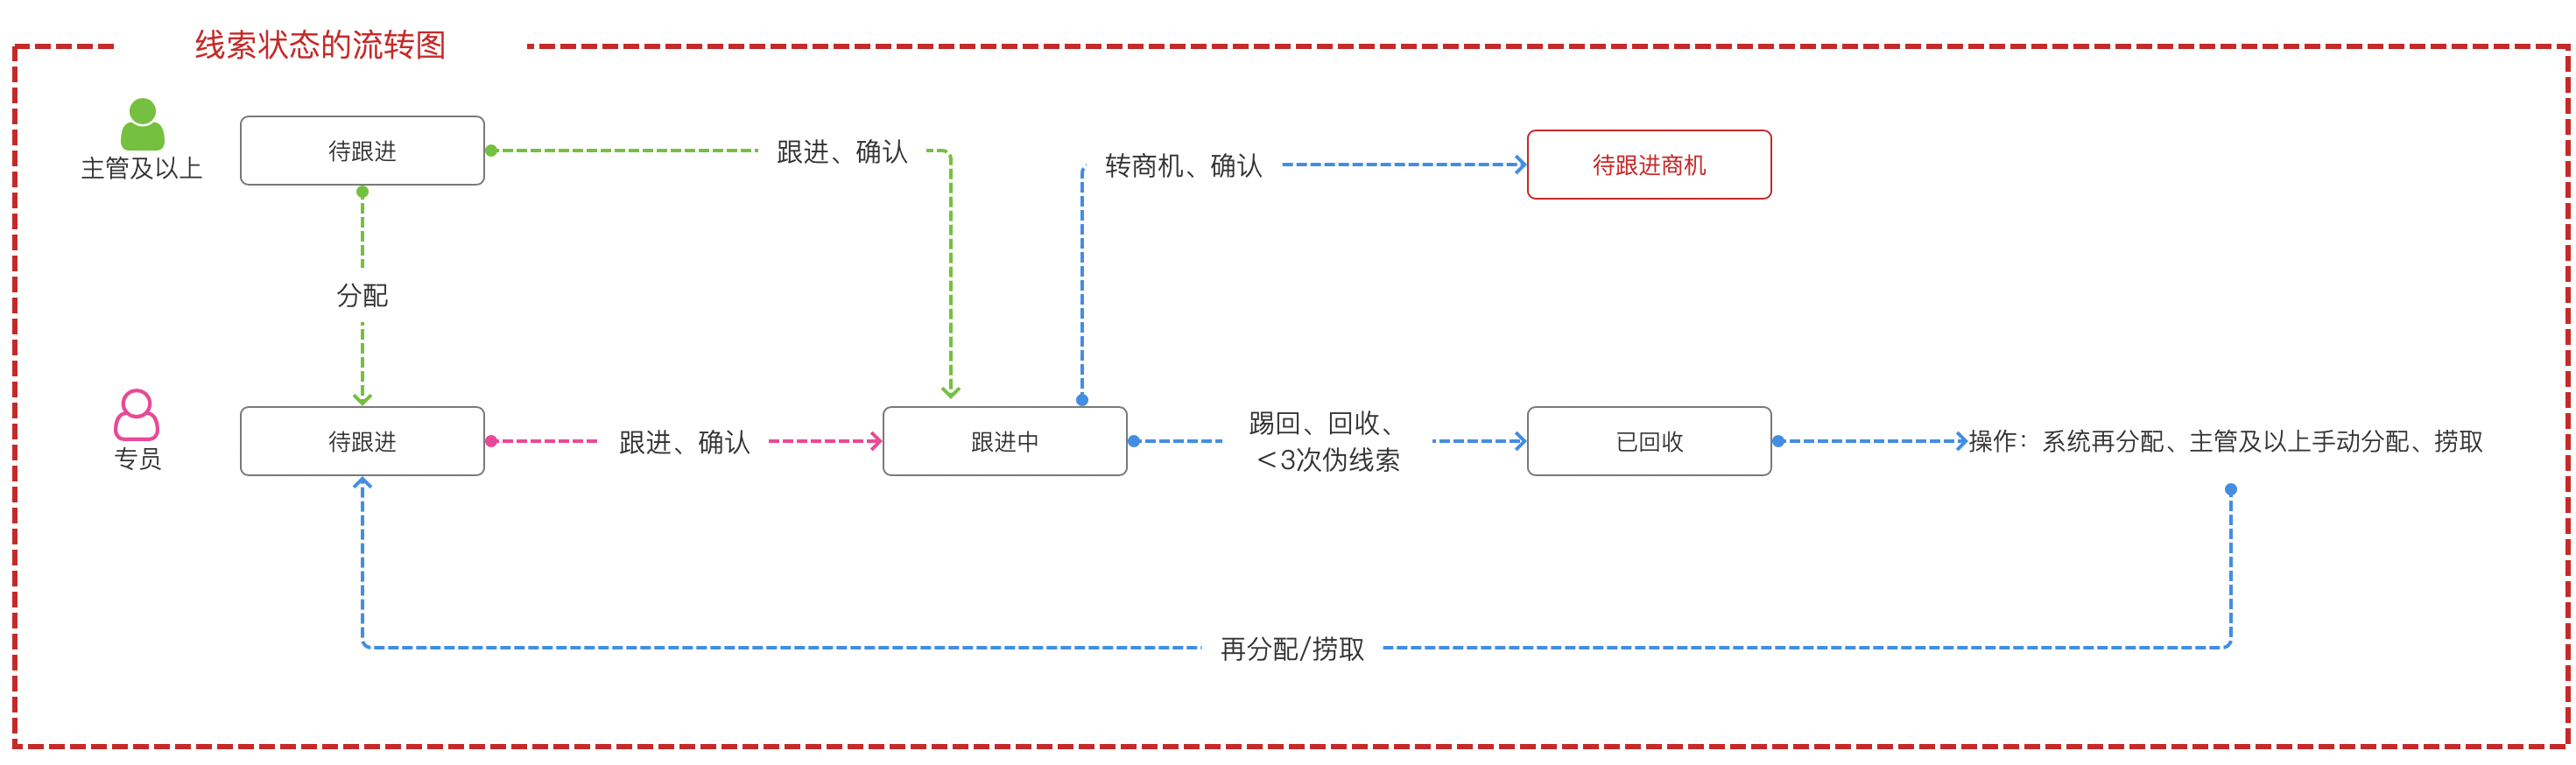 线索状态的流转图
主管及以上
待跟进
跟进、确认
转商机、确认
待跟进商机
分配
专员
待跟进
跟进、确认
跟进中
踢回、回收、
<3次伪线索
已回收
操作：系统再分配、主管及以上手动分配、捞取
再分配/捞取